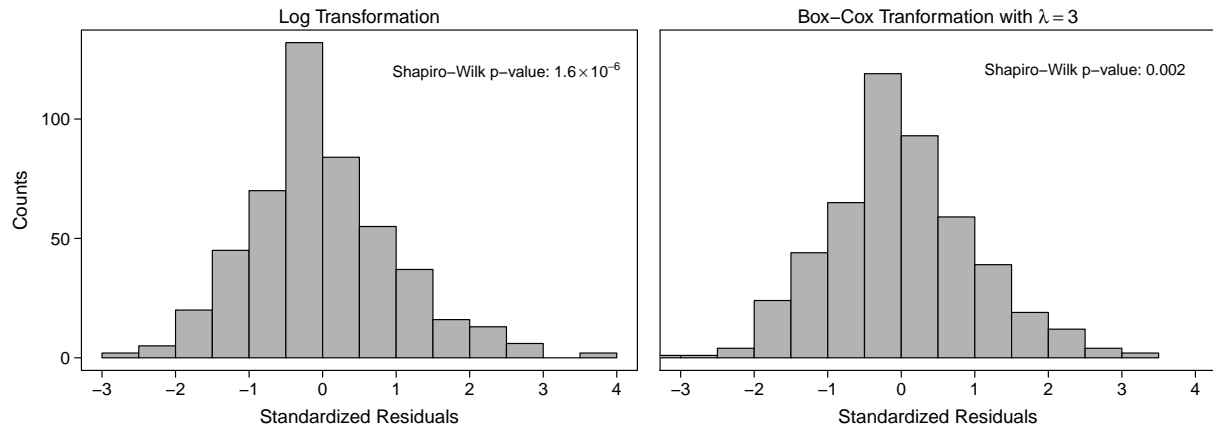 Log Transformation
Shapiro−Wilk p−value: 1.6×10⁻⁶
Counts
100
50
0
−3 −2 −1 0 1 2 3 4
Standardized Residuals
Box−Cox Tranformation with λ = 3
Shapiro−Wilk p−value: 0.002
−3 −2 −1 0 1 2 3 4
Standardized Residuals